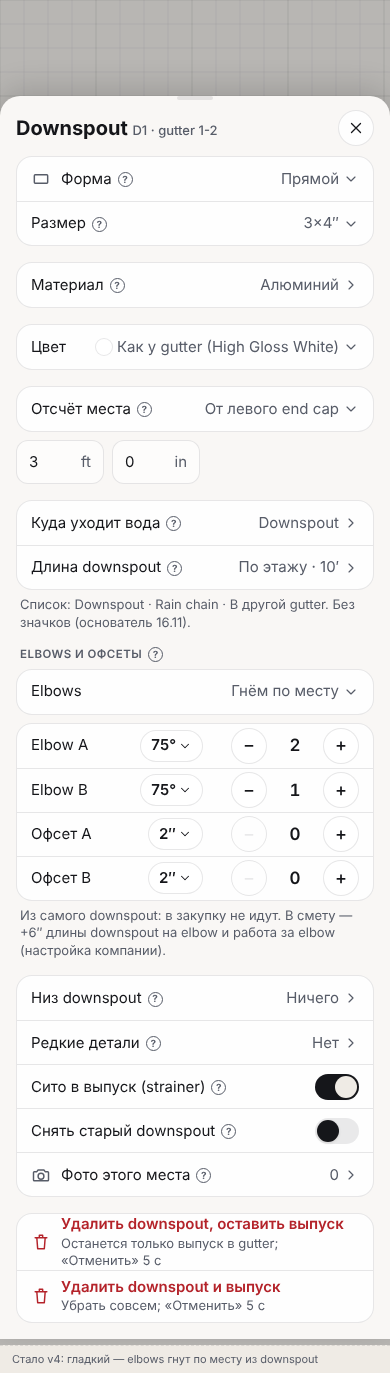 Downspout D1 · gutter 1-2
Форма ? Прямой
Размер ? 3×4″
Материал ? Алюминий
Цвет Как у gutter (High Gloss White)
Отсчёт места ? От левого end cap
3 ft 0 in
Куда уходит вода ? Downspout
Длина downspout ? По этажу · 10′
Список: Downspout · Rain chain · В другой gutter. Без
значков (основатель 16.11).
ELBOWS И ОФСЕТЫ ?
Elbows Гнём по месту
Elbow A 75° − 2 +
Elbow B 75° − 1 +
Офсет A 2″ − 0 +
Офсет B 2″ − 0 +
Из самого downspout: в закупку не идут. В смету —
+6″ длины downspout на elbow и работа за elbow
(настройка компании).
Низ downspout ? Ничего
Редкие детали ? Нет
Сито в выпуск (strainer) ?
Снять старый downspout ?
Фото этого места ? 0
Удалить downspout, оставить выпуск
Останется только выпуск в gutter;
«Отменить» 5 с
Удалить downspout и выпуск
Убрать совсем; «Отменить» 5 с
Стало v4: гладкий — elbows гнут по месту из downspout